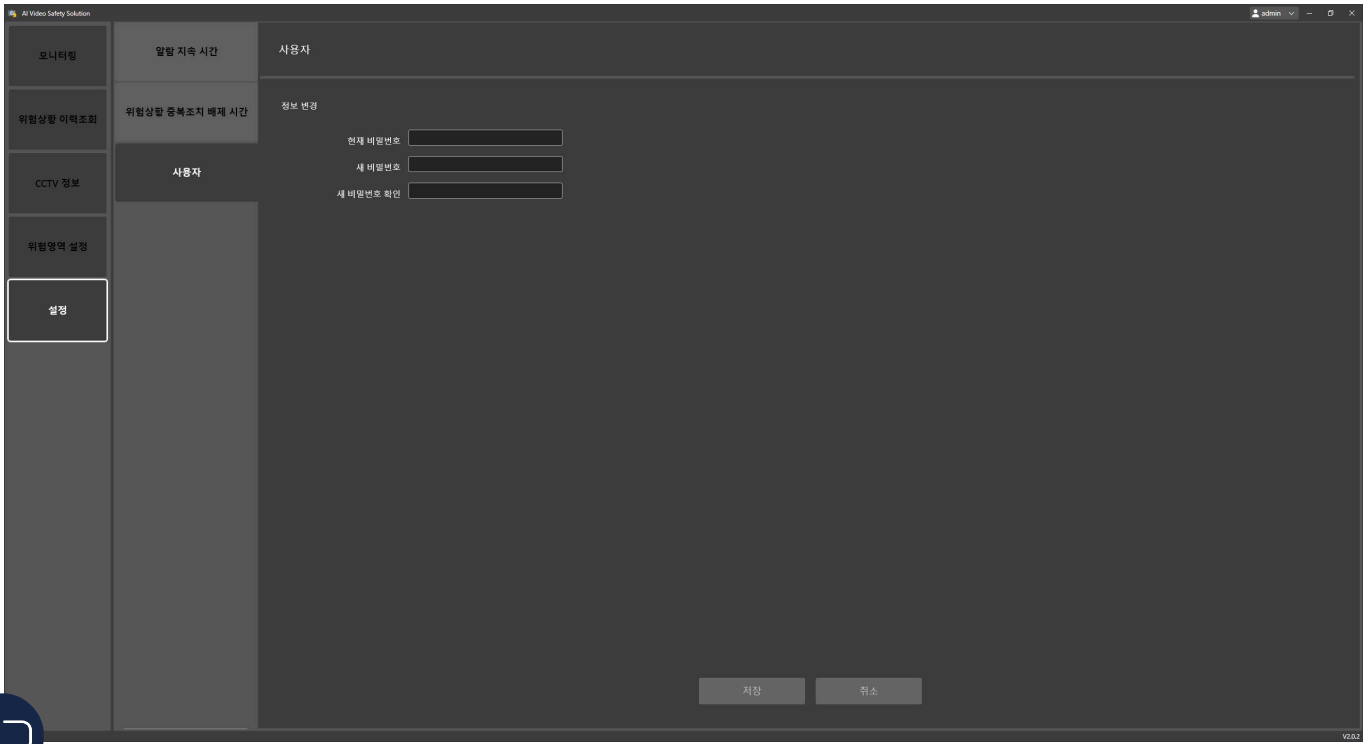 AI Video Safety Solution
admin
모니터링
위험상황 이력조회
CCTV 정보
위험영역 설정
설정
알람 지속 시간
위험상황 중복조치 배제 시간
사용자
사용자
정보 변경
현재 비밀번호
새 비밀번호
새 비밀번호 확인
저장
취소
V2.0.2